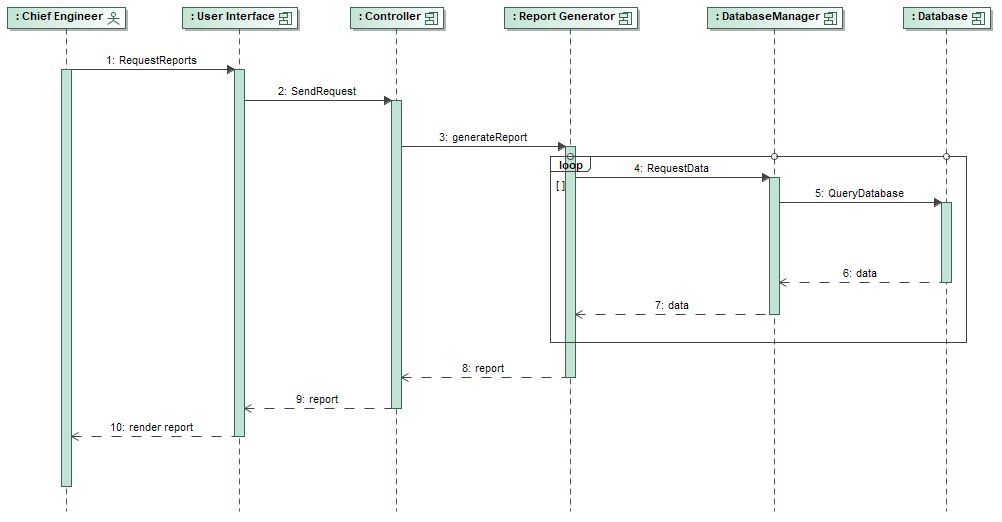 : Chief Engineer
: User Interface
: Controller
: Report Generator
: DatabaseManager
: Database
1: RequestReports
2: SendRequest
3: generateReport
loop
4: RequestData
[ ]
5: QueryDatabase
6: data
7: data
8: report
9: report
10: render report